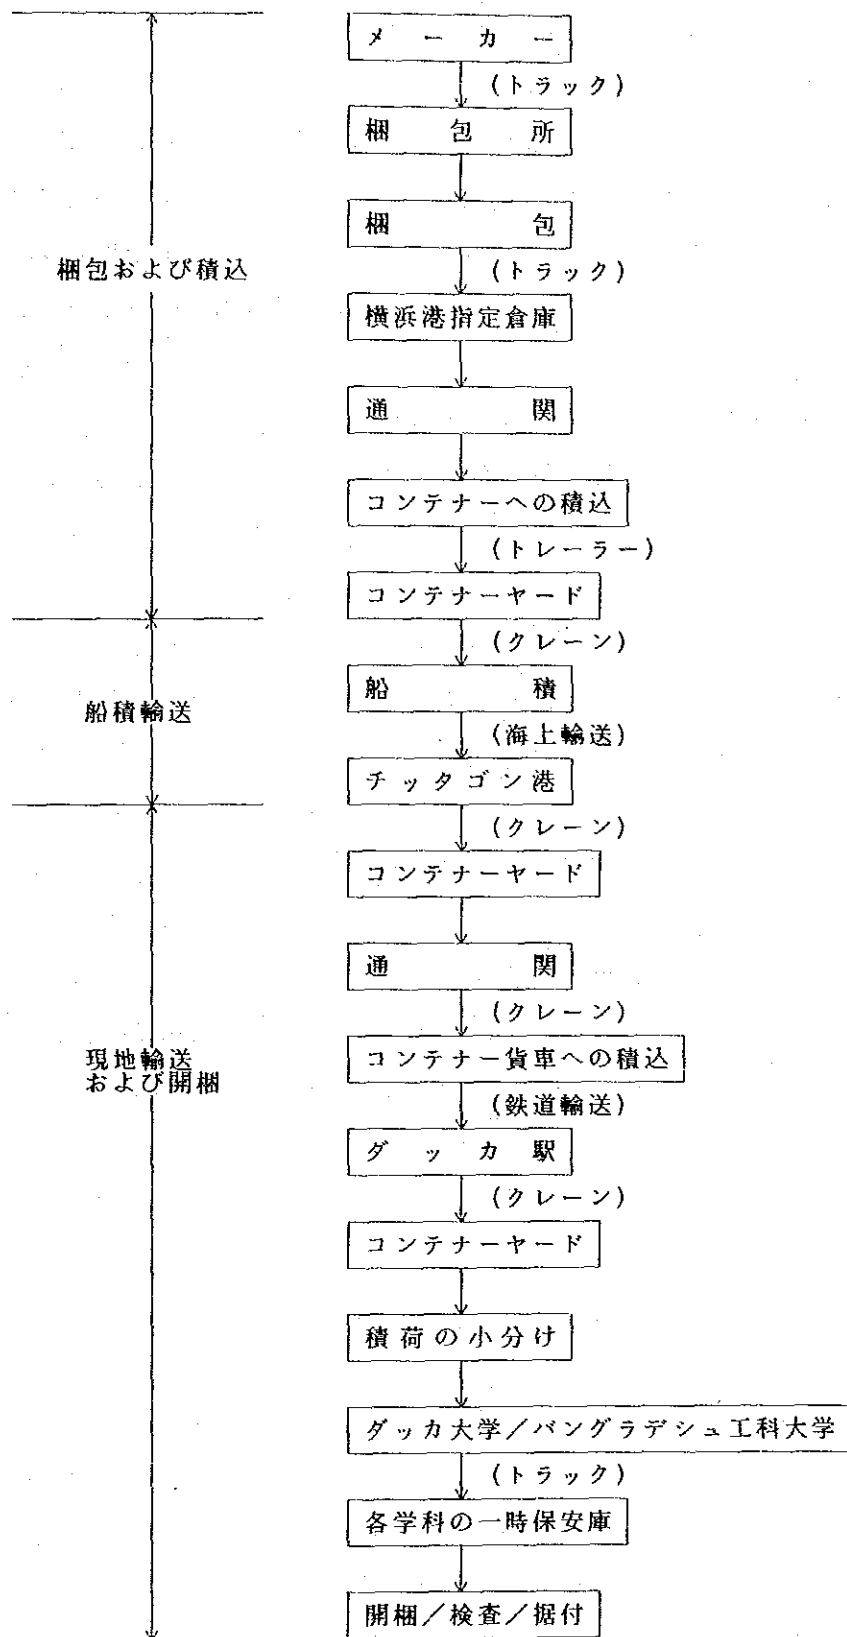 メーカー
(トラック)
梱包所
梱包
(トラック)
梱包および積込
横浜港指定倉庫
通関
コンテナーへの積込
(トレーラー)
コンテナーヤード
(クレーン)
船積
船積輸送
(海上輸送)
チッタゴン港
(クレーン)
コンテナーヤード
通関
(クレーン)
現地輸送
および開梱
コンテナー貨車への積込
(鉄道輸送)
ダッカ駅
(クレーン)
コンテナーヤード
積荷の小分け
ダッカ大学/バングラデシュ工科大学
(トラック)
各学科の一時保安庫
開梱/検査/据付